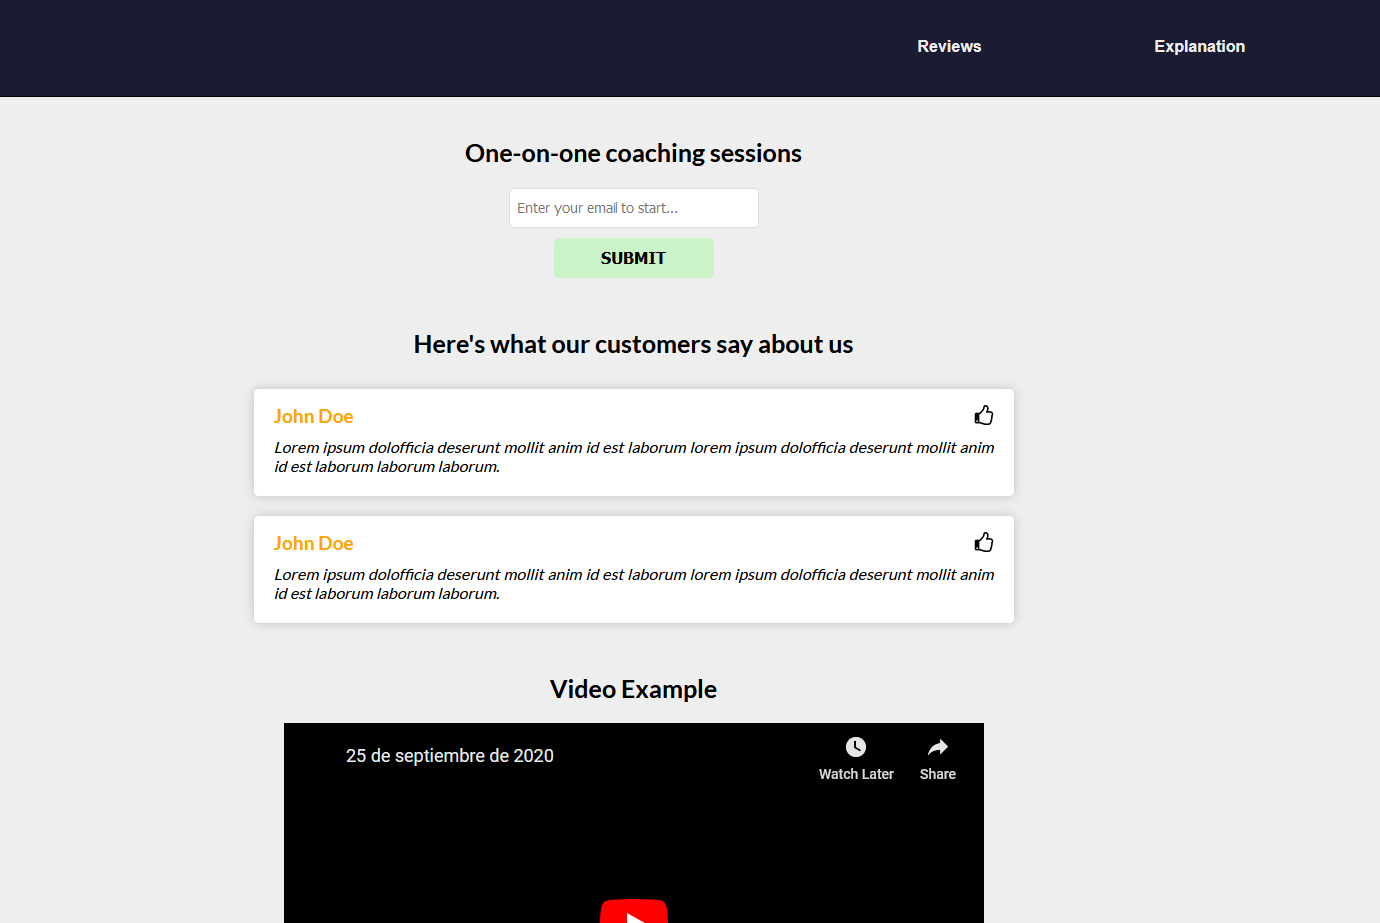 Reviews Explanation
One-on-one coaching sessions
Enter your email to start...
SUBMIT
Here's what our customers say about us
John Doe
Lorem ipsum dolofficia deserunt mollit anim id est laborum lorem ipsum dolofficia deserunt mollit anim
id est laborum laborum laborum.
John Doe
Lorem ipsum dolofficia deserunt mollit anim id est laborum lorem ipsum dolofficia deserunt mollit anim
id est laborum laborum laborum.
Video Example
25 de septiembre de 2020
Watch Later Share